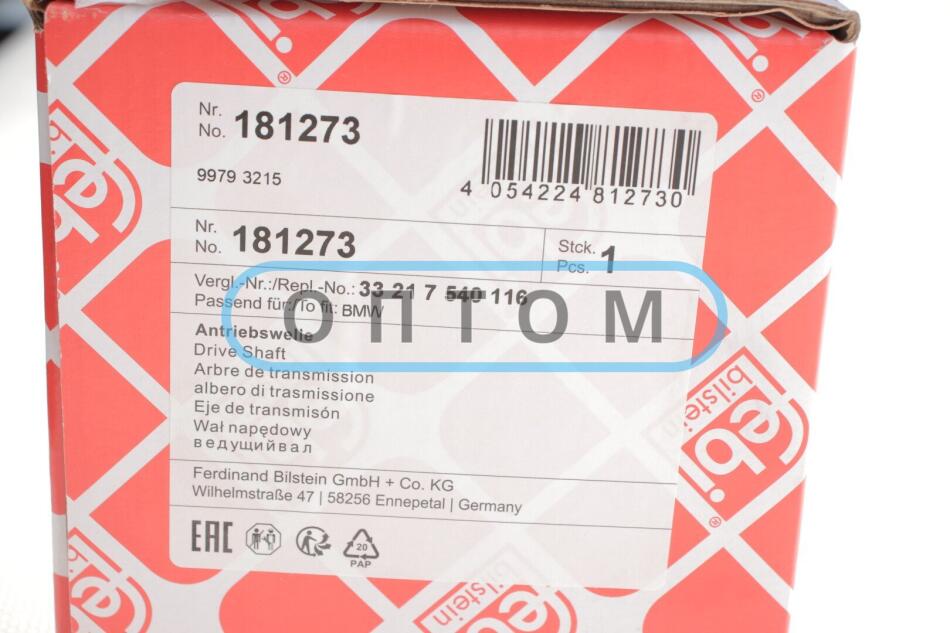 Nr.
No. 181273
9979 3215
4 054224 812730
Nr.
No. 181273
Stck.
Pcs. 1
Vergl.-Nr.:/Repl.-No.: 33 21 7 540 116
Passend für:/To fit: BMW
ОПТОМ
Antriebswelle
Drive Shaft
Arbre de transmission
albero di trasmissione
Eje de transmisón
Wał napędowy
ведущийвал
Ferdinand Bilstein GmbH + Co. KG
Wilhelmstraße 47 | 58256 Ennepetal | Germany
EAC
20
PAP
febi
bilstein
®